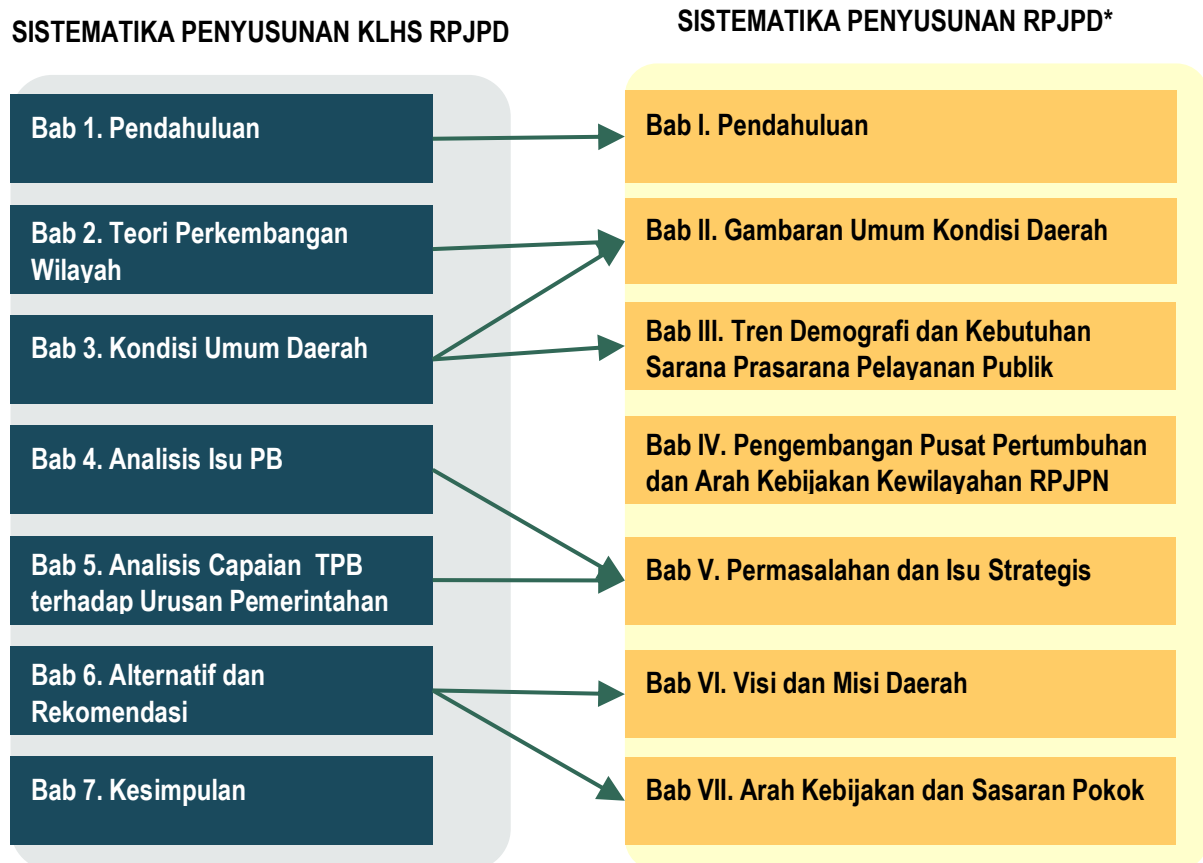 SISTEMATIKA PENYUSUNAN KLHS RPJPD
Bab 1. Pendahuluan
Bab 2. Teori Perkembangan
Wilayah
Bab 3. Kondisi Umum Daerah
Bab 4. Analisis Isu PB
Bab 5. Analisis Capaian TPB
terhadap Urusan Pemerintahan
Bab 6. Alternatif dan
Rekomendasi
Bab 7. Kesimpulan
SISTEMATIKA PENYUSUNAN RPJPD*
Bab I. Pendahuluan
Bab II. Gambaran Umum Kondisi Daerah
Bab III. Tren Demografi dan Kebutuhan
Sarana Prasarana Pelayanan Publik
Bab IV. Pengembangan Pusat Pertumbuhan
dan Arah Kebijakan Kewilayahan RPJPN
Bab V. Permasalahan dan Isu Strategis
Bab VI. Visi dan Misi Daerah
Bab VII. Arah Kebijakan dan Sasaran Pokok